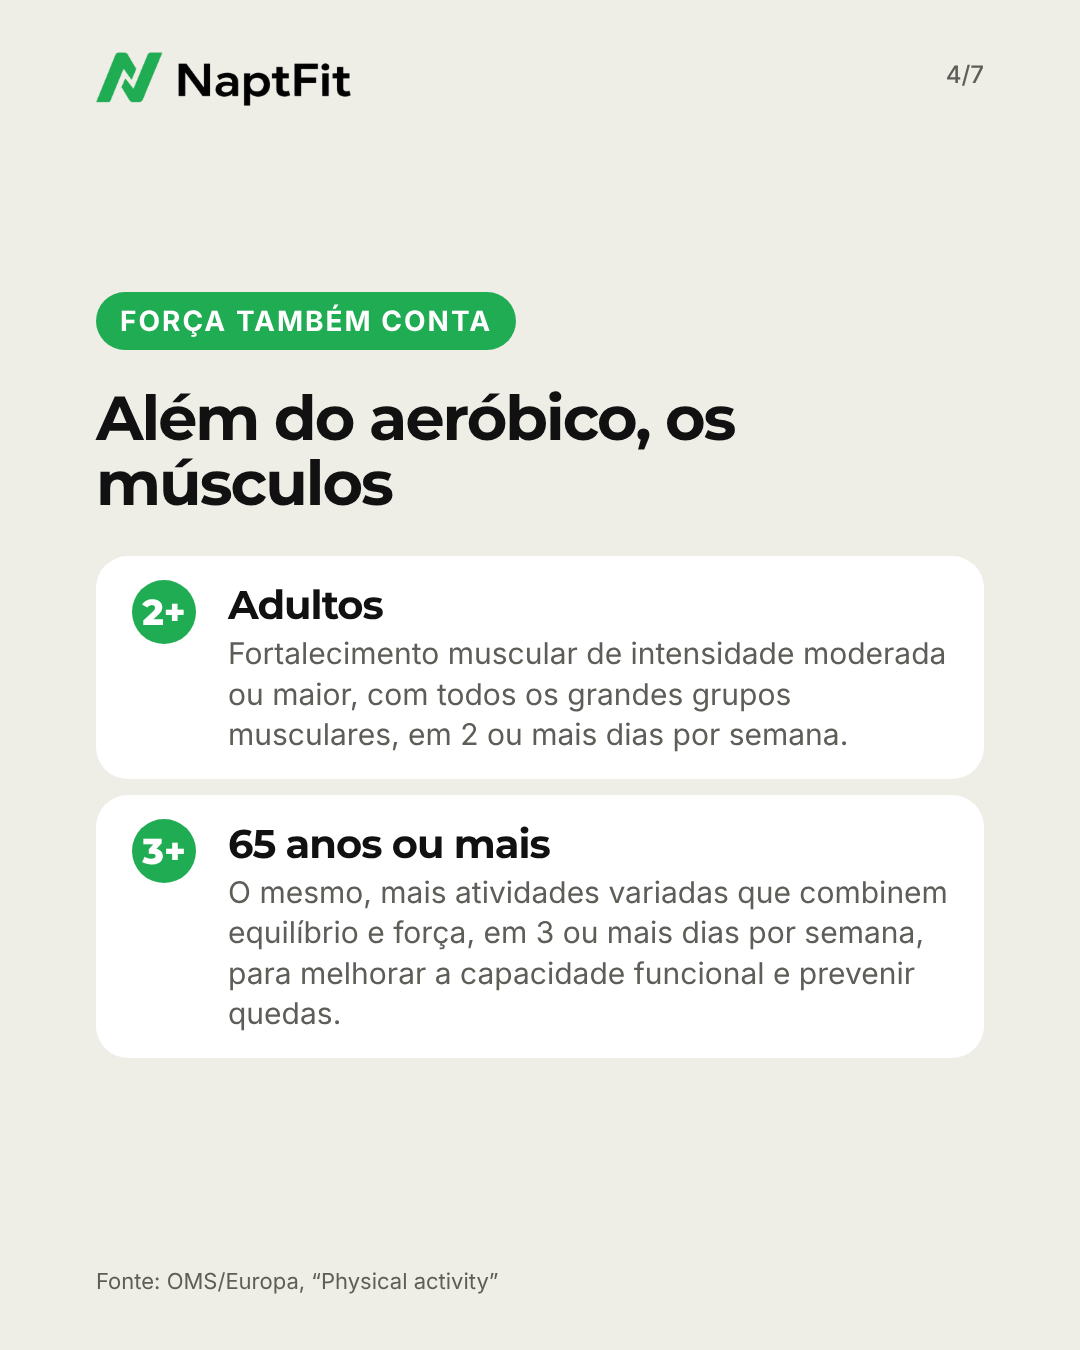 NaptFit
4/7
FORÇA TAMBÉM CONTA
Além do aeróbico, os
músculos
2+
Adultos
Fortalecimento muscular de intensidade moderada
ou maior, com todos os grandes grupos
musculares, em 2 ou mais dias por semana.
3+
65 anos ou mais
O mesmo, mais atividades variadas que combinem
equilíbrio e força, em 3 ou mais dias por semana,
para melhorar a capacidade funcional e prevenir
quedas.
Fonte: OMS/Europa, “Physical activity”